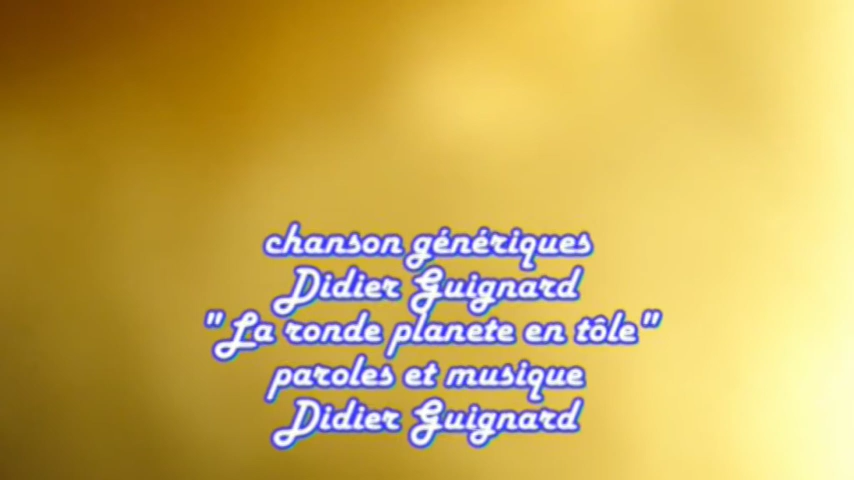 chanson génériques
Didier Guignard
"La ronde planete en tôle"
paroles et musique
Didier Guignard